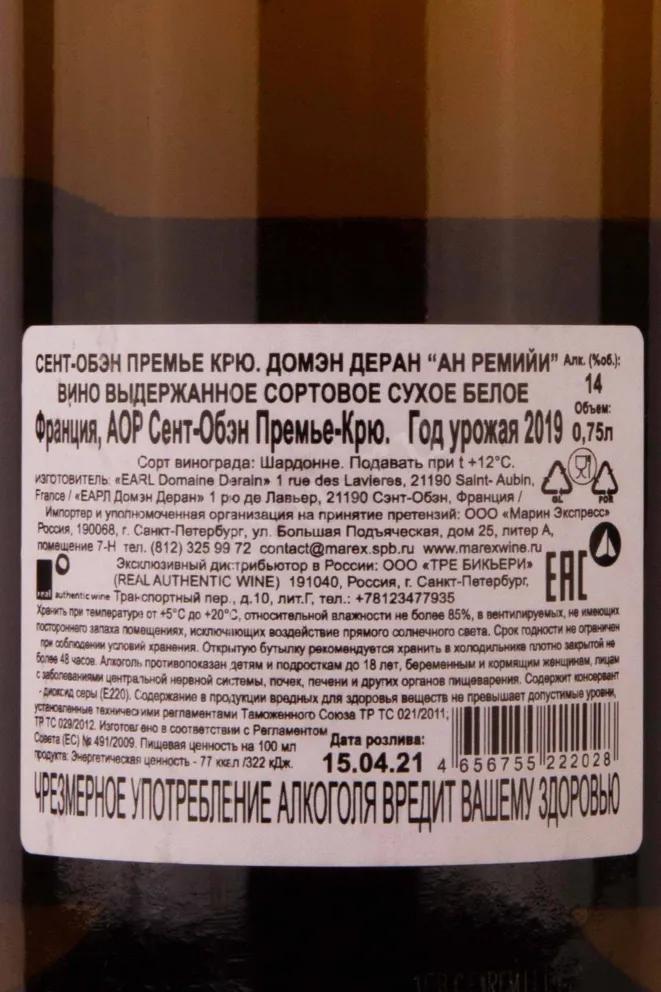 СЕНТ-ОБЭН ПРЕМЬЕ КРЮ. ДОМЭН ДЕРАН “АН РЕМИЙИ” Алк. (%об.):
ВИНО ВЫДЕРЖАННОЕ СОРТОВОЕ СУХОЕ БЕЛОЕ 14
Объем:
Франция, АОР Сент-Обэн Премье-Крю. Год урожая 2019 0,75л
Сорт винограда: Шардонне. Подавать при t +12°C.
ИЗГОТОВИТЕЛЬ: «EARL Domaine Derain» 1 rue des Lavieres, 21190 Saint- Aubin,
France / «ЕАРЛ Домэн Деран» 1 рю де Лавьер, 21190 Сэнт-Обэн, Франция /
GL FOR
Импортер и уполномоченная организация на принятие претензий: ООО «Марин Экспресс»
Россия, 190068, г. Санкт-Петербург, ул. Большая Подъяческая, дом 25, литер А,
помещение 7-Н тел. (812) 325 99 72 contact@marex.spb.ru www.marexwine.ru
Эксклюзивный дистрибьютор в России: ООО «ТРЕ БИКЬЕРИ»
(REAL AUTHENTIC WINE) 191040, Россия, г. Санкт-Петербург, EAC
real authentic wine Транспортный пер., д.10, лит.Г, тел.: +78123477935
Хранить при температуре от +5°C до +20°C, относительной влажности не более 85%, в вентилируемых, не имеющих
постороннего запаха помещениях, исключающих воздействие прямого солнечного света. Срок годности не ограничен
при соблюдении условий хранения. Открытую бутылку рекомендуется хранить в холодильнике плотно закрытой не
более 48 часов. Алкоголь противопоказан детям и подросткам до 18 лет, беременным и кормящим женщинам, лицам
с заболеваниями центральной нервной системы, почек, печени и других органов пищеварения. Содержит консервант
- диоксид серы (Е220). Содержание в продукции вредных для здоровья веществ не превышает допустимые уровни,
установленные техническими регламентами Таможенного Союза ТР ТС 021/2011;
ТР ТС 029/2012. Изготовлено в соответствии с Регламентом
Совета (ЕС) № 491/2009. Пищевая ценность на 100 мл
продукта: Энергетическая ценность - 77 ккал /322 кДж.
Дата розлива:
15.04.21 4 656755 222028
ЧРЕЗМЕРНОЕ УПОТРЕБЛЕНИЕ АЛКОГОЛЯ ВРЕДИТ ВАШЕМУ ЗДОРОВЬЮ